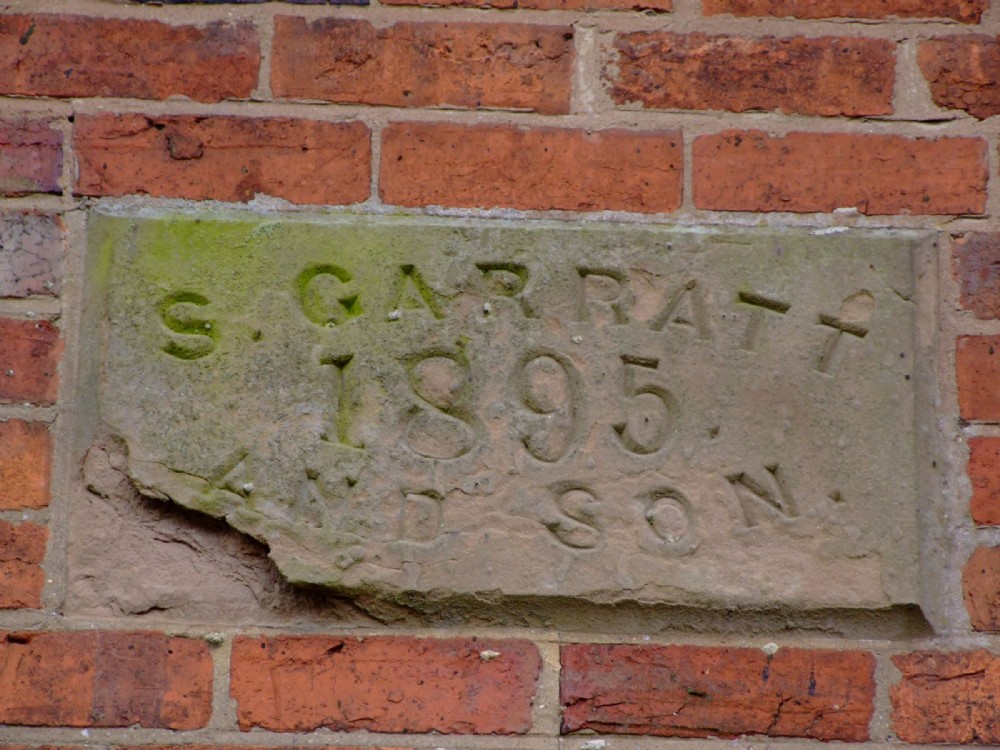 S. GARRATT
1895.
AND SON.